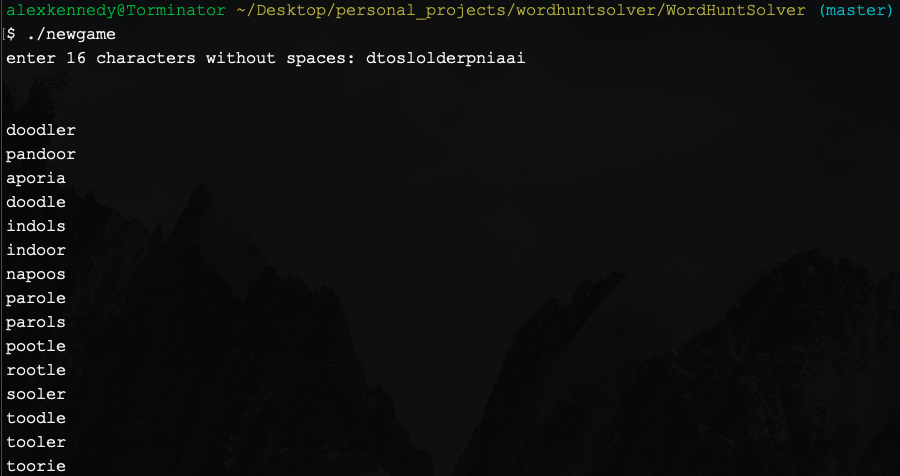 alexkennedy@Torminator ~/Desktop/personal_projects/wordhuntsolver/WordHuntSolver (master)
$ ./newgame
enter 16 characters without spaces: dtoslolderpniaai
doodler
pandoor
aporia
doodle
indols
indoor
napoos
parole
parols
pootle
rootle
sooler
toodle
tooler
toorie